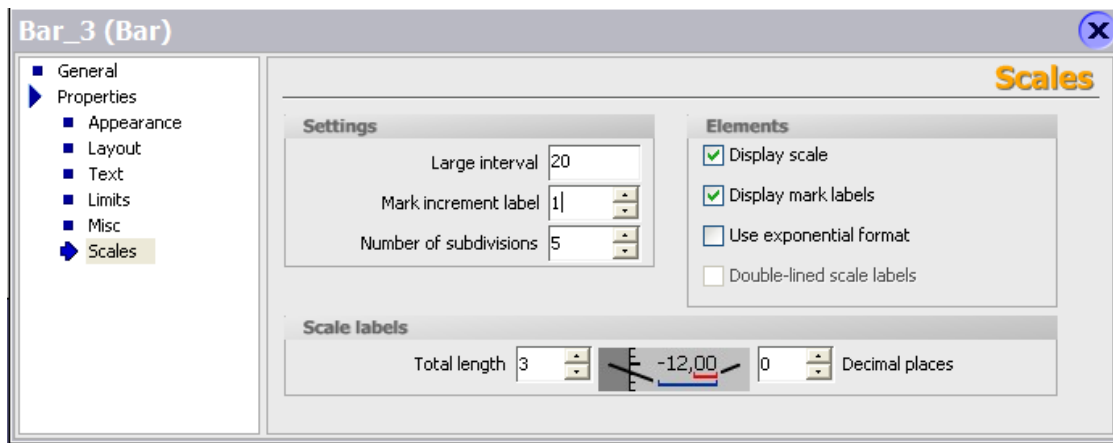 Bar_3 (Bar)
General
Properties
Appearance
Layout
Text
Limits
Misc
Scales
Scales
Settings
Large interval 20
Mark increment label 1
Number of subdivisions 5
Elements
Display scale
Display mark labels
Use exponential format
Double-lined scale labels
Scale labels
Total length 3 -12,00 0 Decimal places